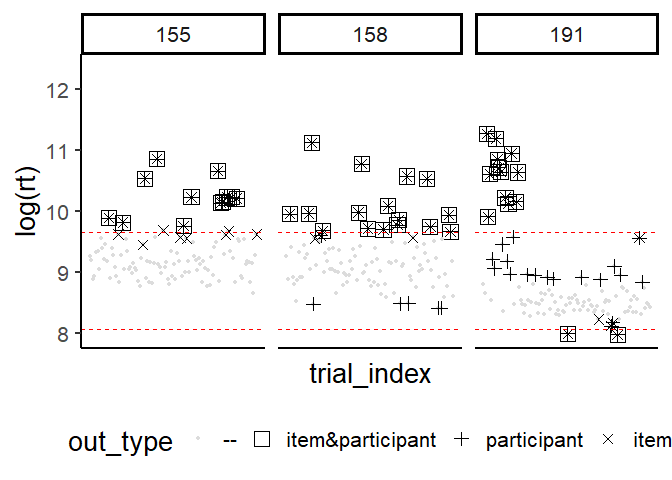 155 158 191
12
11
10
9
8
log(rt)
trial_index
out_type -- item&participant participant item